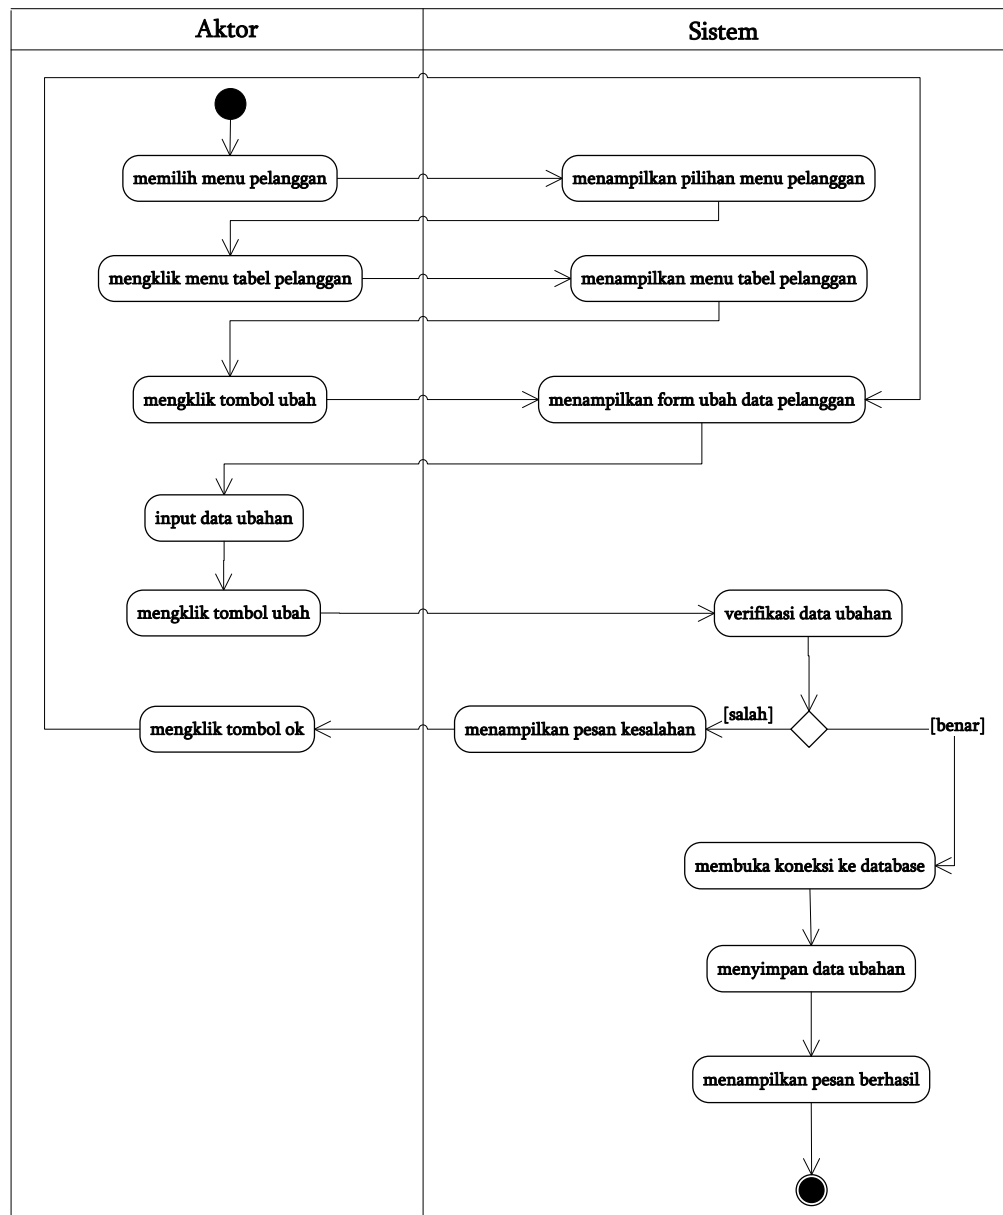 Aktor
Sistem
memilih menu pelanggan
menampilkan pilihan menu pelanggan
mengklik menu tabel pelanggan
menampilkan menu tabel pelanggan
mengklik tombol ubah
menampilkan form ubah data pelanggan
input data ubahan
mengklik tombol ubah
verifikasi data ubahan
[salah]
[benar]
mengklik tombol ok
menampilkan pesan kesalahan
membuka koneksi ke database
menyimpan data ubahan
menampilkan pesan berhasil